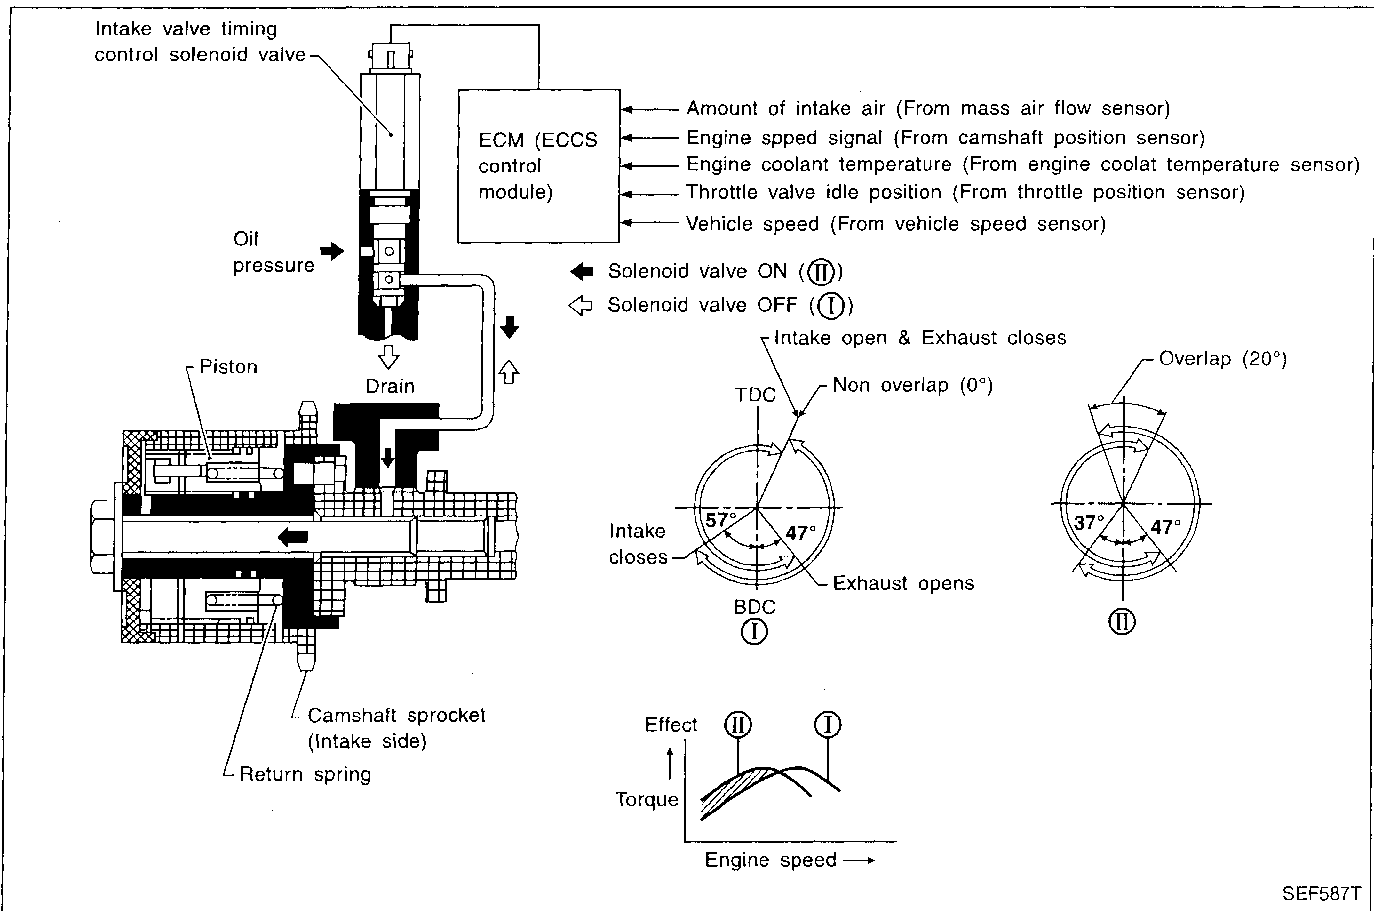 Intake valve timing
control solenoid valve
ECM (ECCS
control
module)
Amount of intake air (From mass air flow sensor)
Engine spped signal (From camshaft position sensor)
Engine coolant temperature (From engine coolat temperature sensor)
Throttle valve idle position (From throttle position sensor)
Vehicle speed (From vehicle speed sensor)
Oil
pressure
Solenoid valve ON (II)
Solenoid valve OFF (I)
Drain
Piston
Camshaft sprocket
(Intake side)
Return spring
Intake open & Exhaust closes
Non overlap (0°)
TDC
57°
47°
Intake
closes
Exhaust opens
BDC
I
Overlap (20°)
37°
47°
II
Effect
II
I
Torque
Engine speed
SEF587T